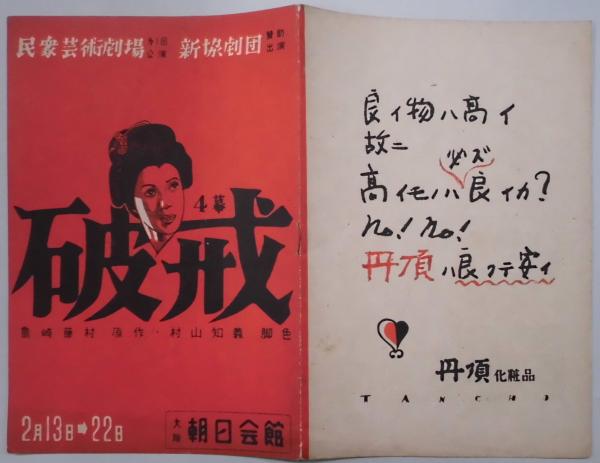 民衆芸術劇場 第1回公演 新協劇団 賛助出演
4幕
破戒
島崎藤村 原作・村山知義 脚色
2月13日➡22日
大阪 朝日会館
良イ物ハ高イ
故ニ
必ズ
高イモノハ良イカ?
No! No!
丹頂ハ良クテ安イ
丹頂化粧品
TANCHO